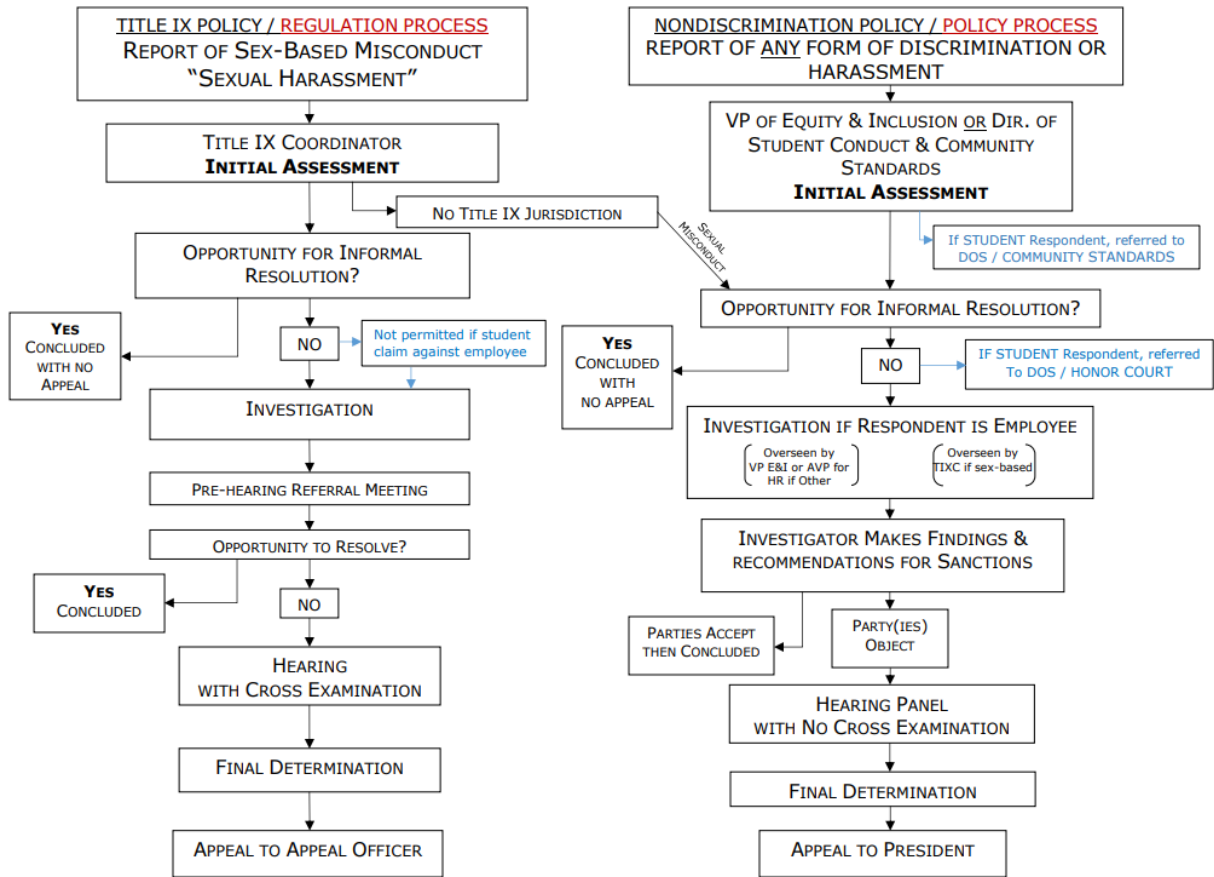 TITLE IX POLICY / REGULATION PROCESS
REPORT OF SEX-BASED MISCONDUCT
“SEXUAL HARASSMENT”
TITLE IX COORDINATOR
INITIAL ASSESSMENT
NO TITLE IX JURISDICTION
SEXUAL
MISCONDUCT
OPPORTUNITY FOR INFORMAL
RESOLUTION?
YES
CONCLUDED
WITH NO
APPEAL
NO
Not permitted if student
claim against employee
INVESTIGATION
PRE-HEARING REFERRAL MEETING
OPPORTUNITY TO RESOLVE?
YES
CONCLUDED
NO
HEARING
WITH CROSS EXAMINATION
FINAL DETERMINATION
APPEAL TO APPEAL OFFICER
NONDISCRIMINATION POLICY / POLICY PROCESS
REPORT OF ANY FORM OF DISCRIMINATION OR
HARASSMENT
VP OF EQUITY & INCLUSION OR DIR. OF
STUDENT CONDUCT & COMMUNITY
STANDARDS
INITIAL ASSESSMENT
If STUDENT Respondent, referred to
DOS / COMMUNITY STANDARDS
OPPORTUNITY FOR INFORMAL RESOLUTION?
YES
CONCLUDED
WITH
NO APPEAL
NO
IF STUDENT Respondent, referred
To DOS / HONOR COURT
INVESTIGATION IF RESPONDENT IS EMPLOYEE
Overseen by
VP E&I or AVP for
HR if Other
Overseen by
TIXC if sex-based
INVESTIGATOR MAKES FINDINGS &
RECOMMENDATIONS FOR SANCTIONS
PARTIES ACCEPT
THEN CONCLUDED
PARTY(IES)
OBJECT
HEARING PANEL
WITH NO CROSS EXAMINATION
FINAL DETERMINATION
APPEAL TO PRESIDENT